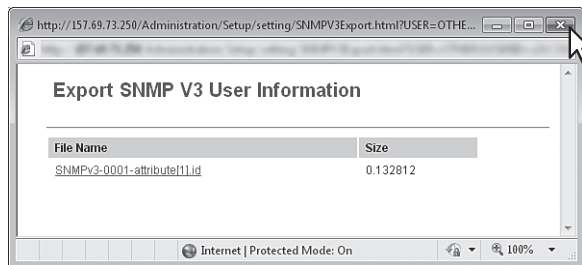 http://157.69.73.250/Administration/Setup/setting/SNMPV3Export.html?USER=OTHE...
Export SNMP V3 User Information
File Name Size
SNMPv3-0001-attribute[1].id 0.132812
Internet | Protected Mode: On 100%